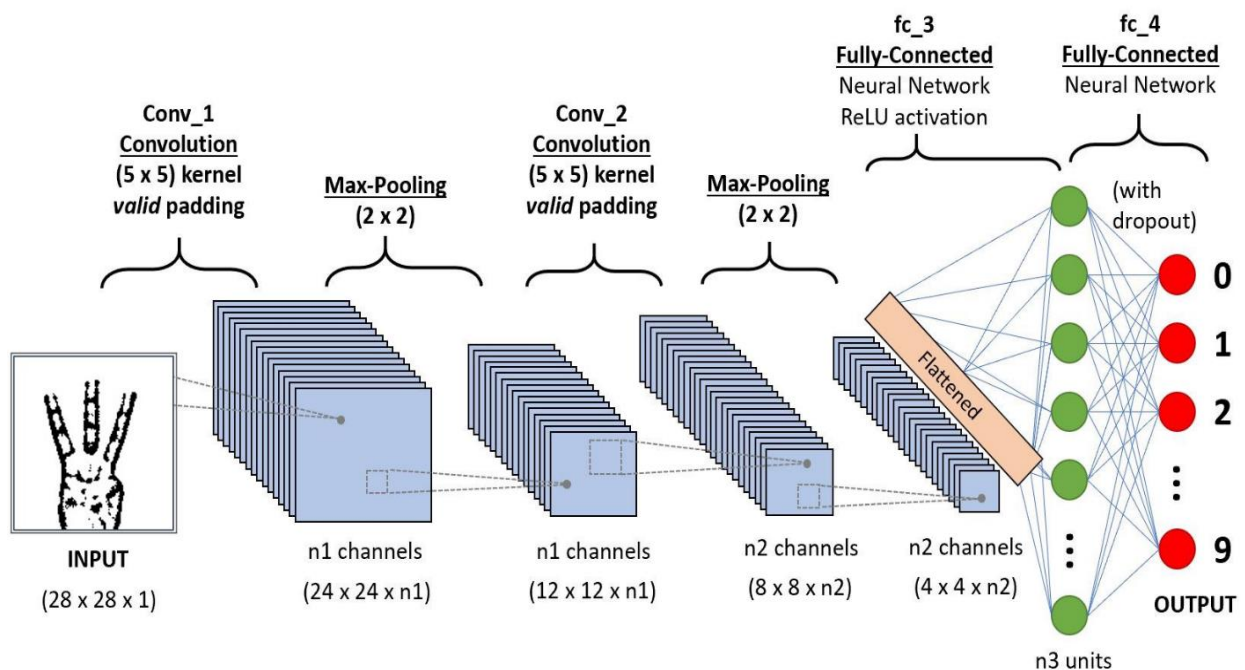 fc_3
Fully-Connected
Neural Network
ReLU activation
fc_4
Fully-Connected
Neural Network
Conv_1
Convolution
(5 x 5) kernel
valid padding
Max-Pooling
(2 x 2)
Conv_2
Convolution
(5 x 5) kernel
valid padding
Max-Pooling
(2 x 2)
(with
dropout)
Flattened
0
1
2
9
INPUT
(28 x 28 x 1)
n1 channels
(24 x 24 x n1)
n1 channels
(12 x 12 x n1)
n2 channels
(8 x 8 x n2)
n2 channels
(4 x 4 x n2)
OUTPUT
n3 units